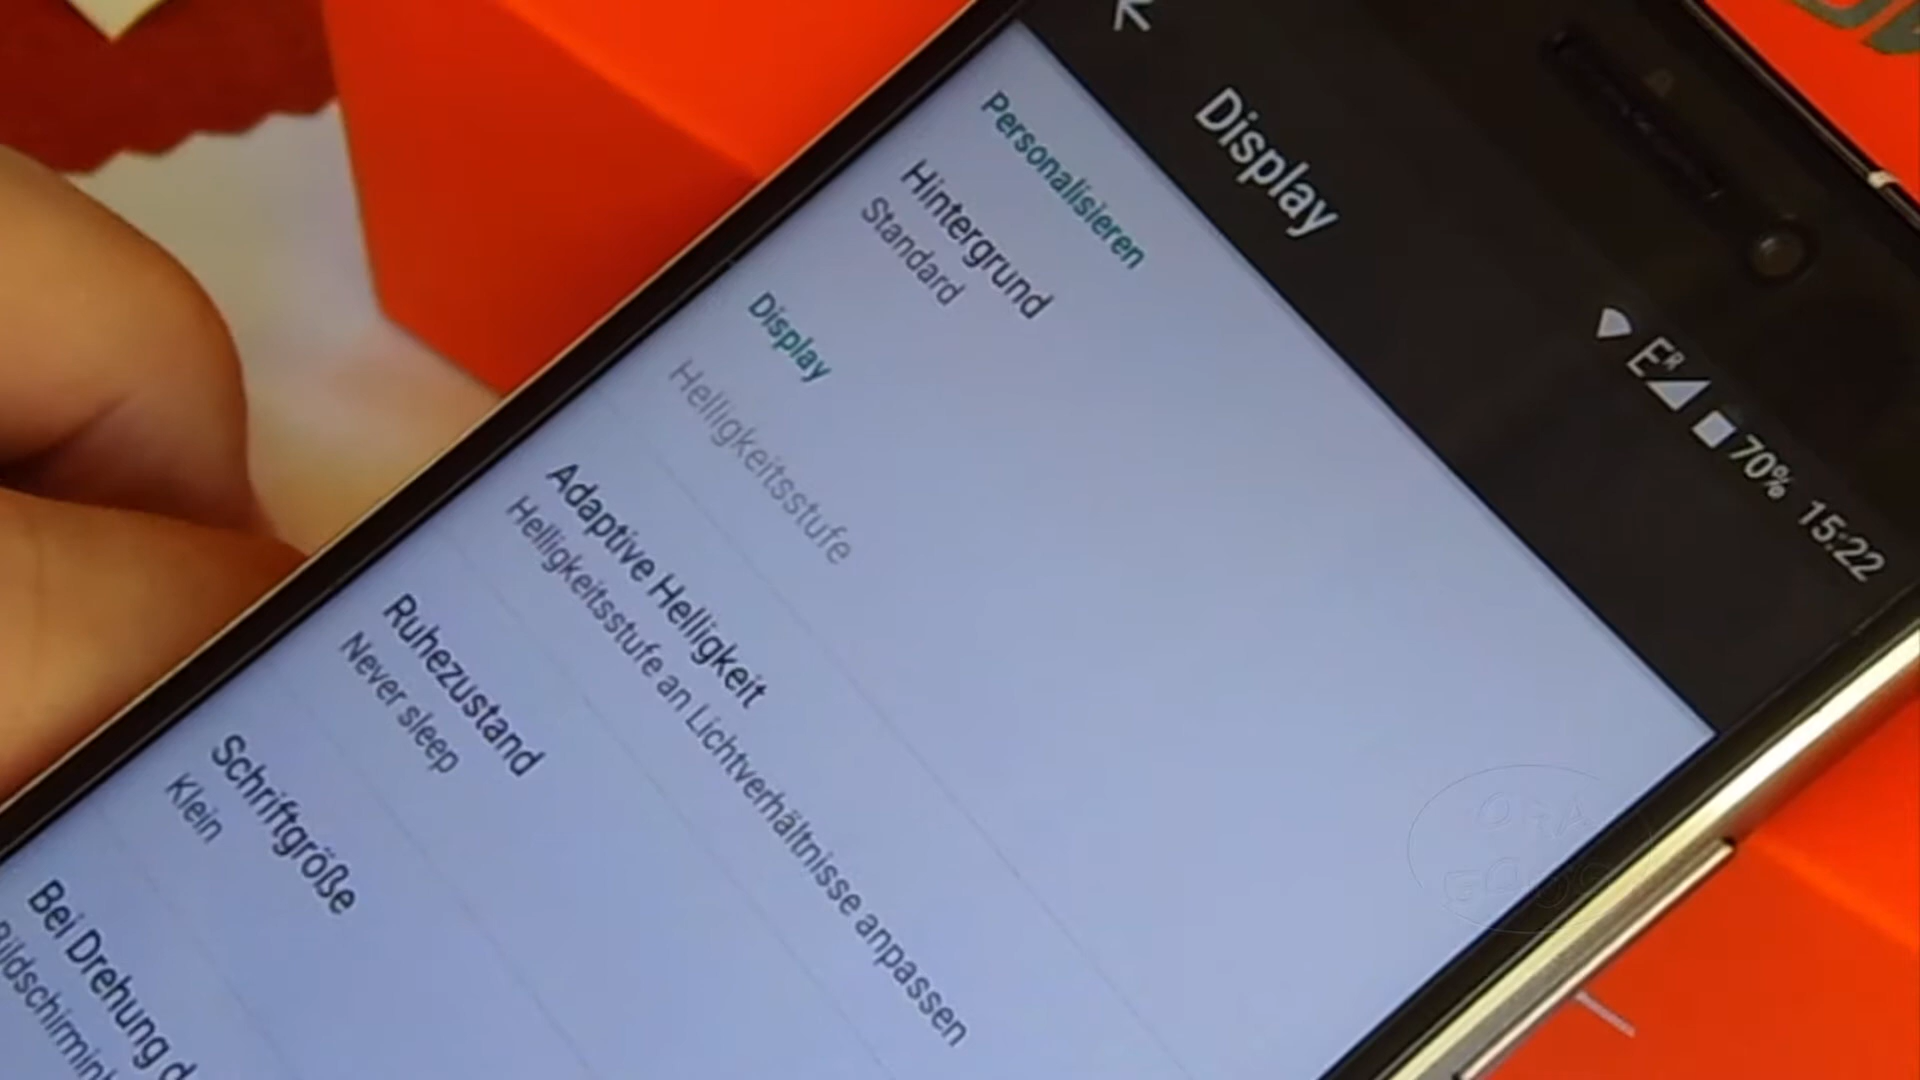 ER 70% 15:22
Display
Personalisieren
Hintergrund
Standard
Display
Helligkeitsstufe
Adaptive Helligkeit
Helligkeitsstufe an Lichtverhältnisse anpassen
Ruhezustand
Never sleep
Schriftgröße
Klein
Bei Drehung d